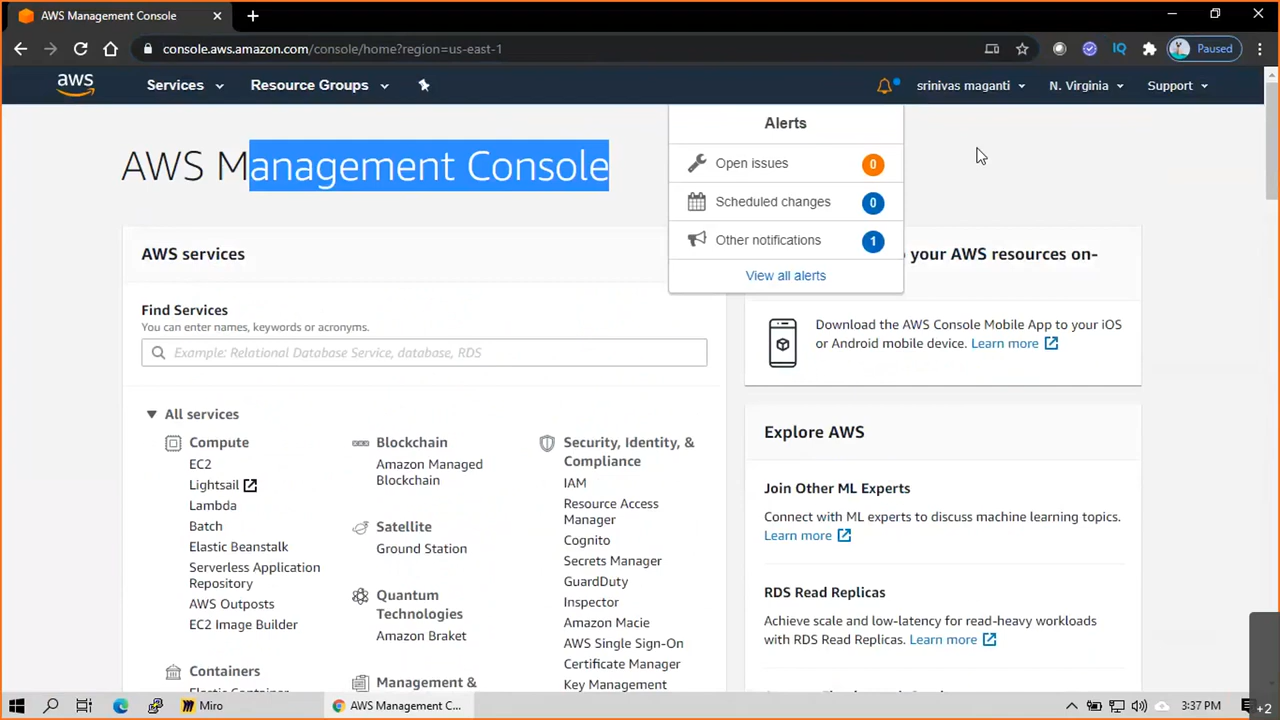 AWS Management Console
console.aws.amazon.com/console/home?region=us-east-1
IQ
Paused
aws
Services
Resource Groups
srinivas maganti
N. Virginia
Support
Alerts
Open issues
0
Scheduled changes
0
Other notifications
1
View all alerts
AWS Management Console
AWS services
Find Services
You can enter names, keywords or acronyms.
Example: Relational Database Service, database, RDS
All services
Compute
EC2
Lightsail
Lambda
Batch
Elastic Beanstalk
Serverless Application
Repository
AWS Outposts
EC2 Image Builder
Containers
Blockchain
Amazon Managed
Blockchain
Satellite
Ground Station
Quantum
Technologies
Amazon Braket
Management &
Security, Identity, &
Compliance
IAM
Resource Access
Manager
Cognito
Secrets Manager
GuardDuty
Inspector
Amazon Macie
AWS Single Sign-On
Certificate Manager
Key Management
your AWS resources on-
Download the AWS Console Mobile App to your iOS
or Android mobile device. Learn more
Explore AWS
Join Other ML Experts
Connect with ML experts to discuss machine learning topics.
Learn more
RDS Read Replicas
Achieve scale and low-latency for read-heavy workloads
with RDS Read Replicas. Learn more
Miro
AWS Management C...
3:37 PM
+2